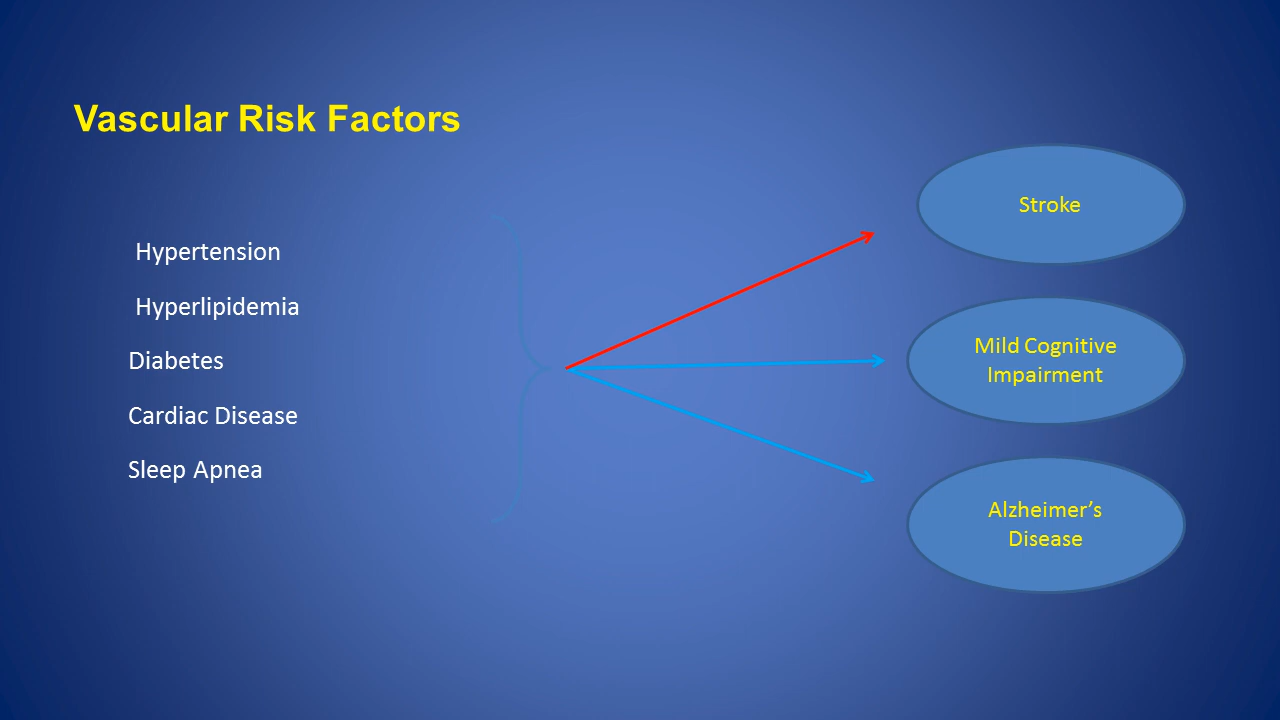 Vascular Risk Factors
Hypertension
Hyperlipidemia
Diabetes
Cardiac Disease
Sleep Apnea
Stroke
Mild Cognitive
Impairment
Alzheimer’s
Disease